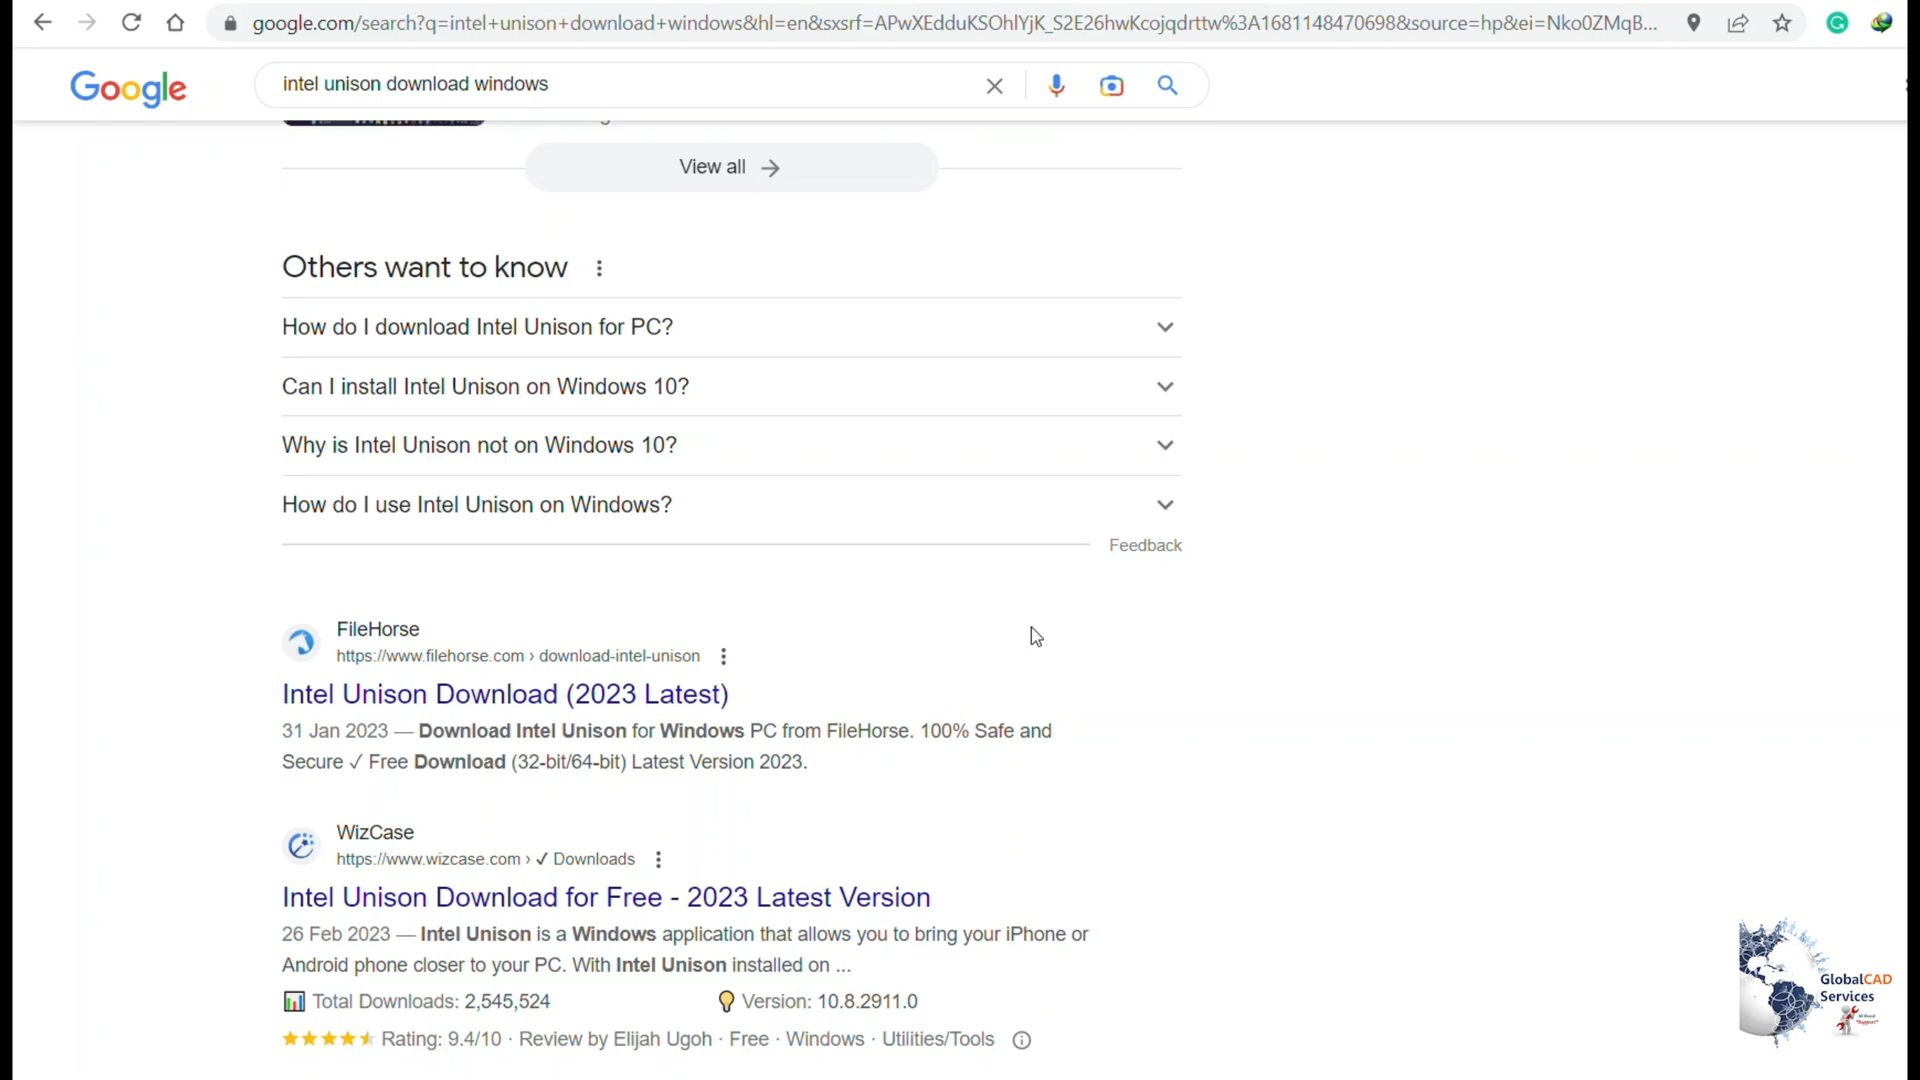 google.com/search?q=intel+unison+download+windows&hl=en&sxsrf=APwXEdduKSOhlYjK_S2E26hwKcojqdrttw%3A1681148470698&source=hp&ei=Nko0ZMqB...
Google
intel unison download windows
View all
Others want to know
How do I download Intel Unison for PC?
Can I install Intel Unison on Windows 10?
Why is Intel Unison not on Windows 10?
How do I use Intel Unison on Windows?
Feedback
FileHorse
https://www.filehorse.com › download-intel-unison
Intel Unison Download (2023 Latest)
31 Jan 2023 — Download Intel Unison for Windows PC from FileHorse. 100% Safe and
Secure ✓ Free Download (32-bit/64-bit) Latest Version 2023.
WizCase
https://www.wizcase.com › ✓ Downloads
Intel Unison Download for Free - 2023 Latest Version
26 Feb 2023 — Intel Unison is a Windows application that allows you to bring your iPhone or
Android phone closer to your PC. With Intel Unison installed on ...
Total Downloads: 2,545,524
Version: 10.8.2911.0
Rating: 9.4/10 · Review by Elijah Ugoh · Free · Windows · Utilities/Tools
GlobalCAD
Services